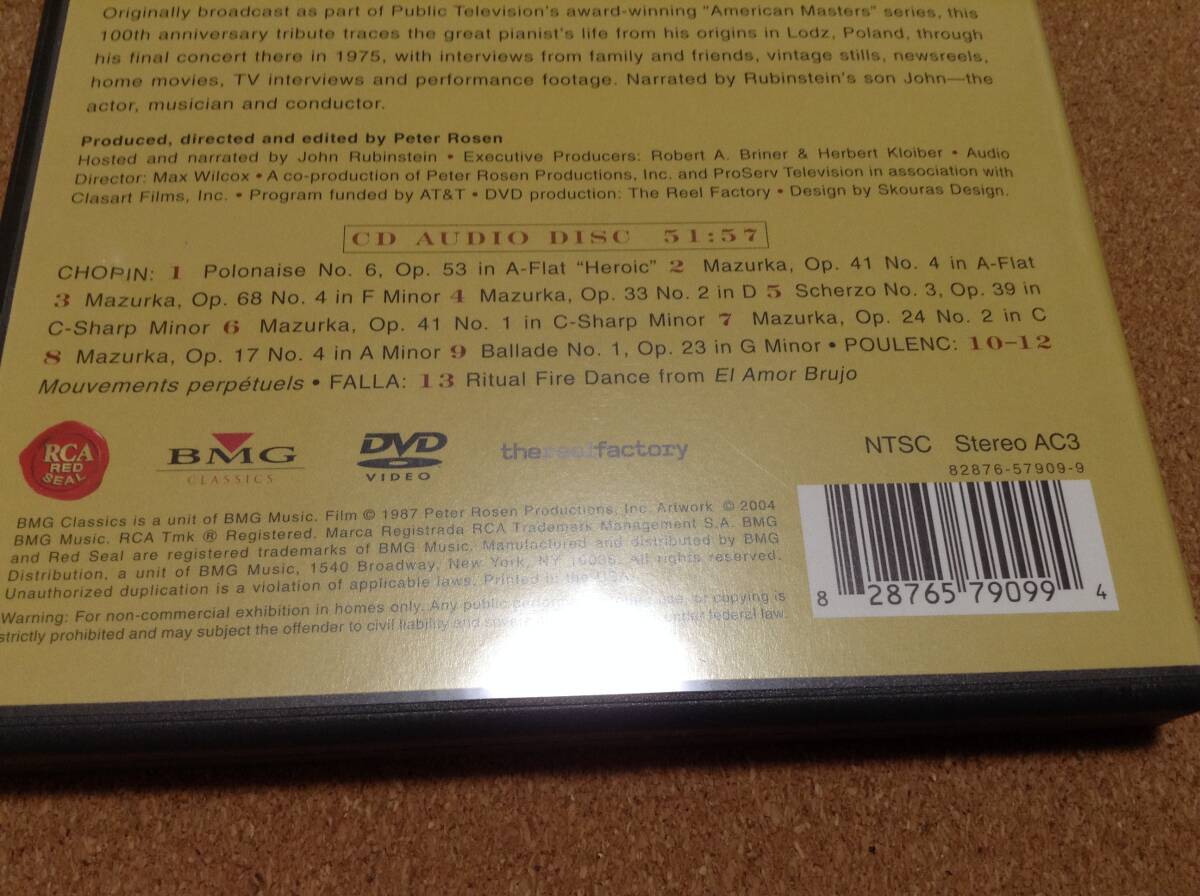 Originally broadcast as part of Public Television's award-winning "American Masters" series, this
100th anniversary tribute traces the great pianist's life from his origins in Lodz, Poland, through
his final concert there in 1975, with interviews from family and friends, vintage stills, newsreels,
home movies, TV interviews and performance footage. Narrated by Rubinstein's son John—the
actor, musician and conductor.
Produced, directed and edited by Peter Rosen
Hosted and narrated by John Rubinstein • Executive Producers: Robert A. Briner & Herbert Kloiber • Audio
Director: Max Wilcox • A co-production of Peter Rosen Productions, Inc. and ProServ Television in association with
Clasart Films, Inc. • Program funded by AT&T • DVD production: The Reel Factory • Design by Skouras Design.
CD AUDIO DISC 51:57
CHOPIN: 1 Polonaise No. 6, Op. 53 in A-Flat "Heroic" 2 Mazurka, Op. 41 No. 4 in A-Flat
3 Mazurka, Op. 68 No. 4 in F Minor 4 Mazurka, Op. 33 No. 2 in D 5 Scherzo No. 3, Op. 39 in
C-Sharp Minor 6 Mazurka, Op. 41 No. 1 in C-Sharp Minor 7 Mazurka, Op. 24 No. 2 in C
8 Mazurka, Op. 17 No. 4 in A Minor 9 Ballade No. 1, Op. 23 in G Minor • POULENC: 10–12
Mouvements perpétuels • FALLA: 13 Ritual Fire Dance from El Amor Brujo
RCA
RED
SEAL
BMG
CLASSICS
DVD
VIDEO
thereelfactory
NTSC Stereo AC3
82876-57909-9
8 28765 79099 4
BMG Classics is a unit of BMG Music. Film © 1987 Peter Rosen Productions, Inc. Artwork © 2004
BMG Music. RCA Tmk ® Registered. Marca Registrada RCA Trademark Management S.A. BMG
and Red Seal are registered trademarks of BMG Music. Manufactured and distributed by BMG
Distribution, a unit of BMG Music, 1540 Broadway, New York, NY 10036. All rights reserved.
Unauthorized duplication is a violation of applicable laws. Printed in the USA.
Warning: For non-commercial exhibition in homes only. Any public or copying is
strictly prohibited and may subject the offender to civil liability and under federal law.